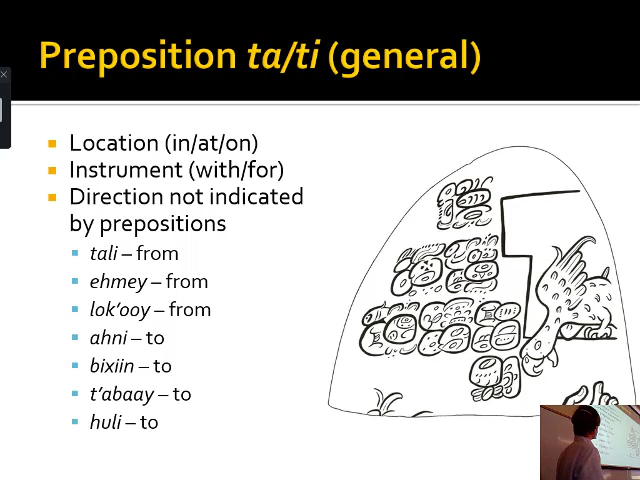 Preposition ta/ti (general)
Location (in/at/on)
Instrument (with/for)
Direction not indicated
by prepositions
tali – from
ehmey – from
lok'ooy – from
ahni – to
bixiin – to
t'abaay – to
huli – to